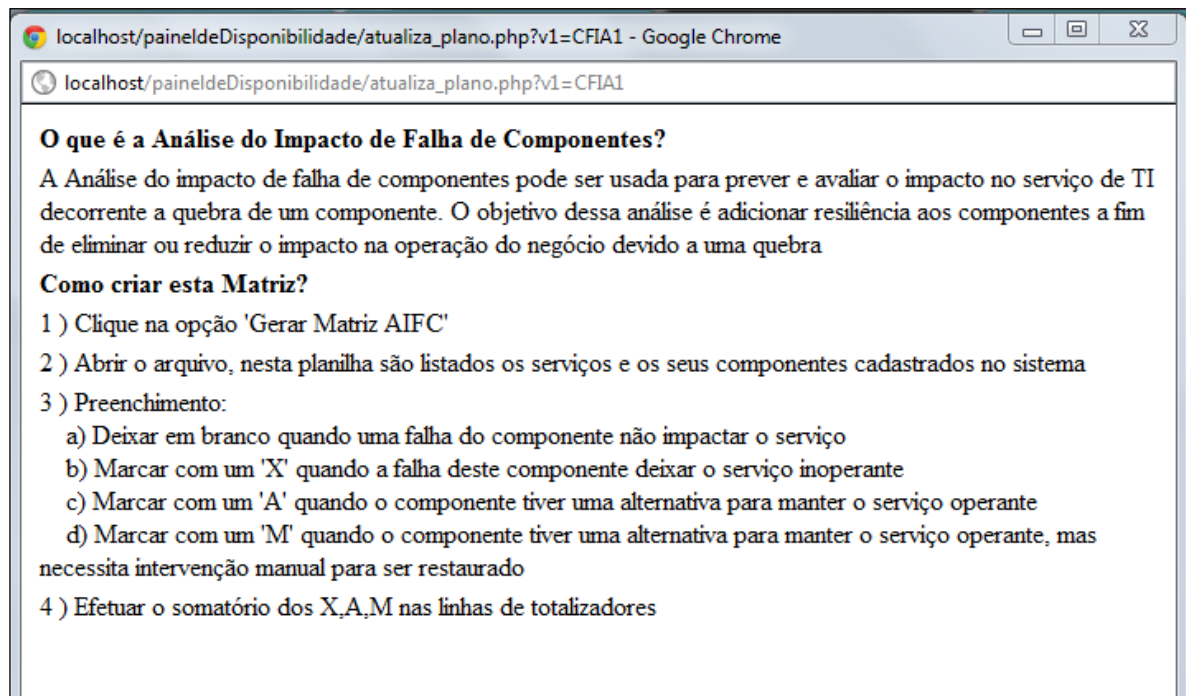 localhost/paineldeDisponibilidade/atualiza_plano.php?v1=CFIA1 - Google Chrome
localhost/paineldeDisponibilidade/atualiza_plano.php?v1=CFIA1
O que é a Análise do Impacto de Falha de Componentes?
A Análise do impacto de falha de componentes pode ser usada para prever e avaliar o impacto no serviço de TI
decorrente a quebra de um componente. O objetivo dessa análise é adicionar resiliência aos componentes a fim
de eliminar ou reduzir o impacto na operação do negócio devido a uma quebra
Como criar esta Matriz?
1 ) Clique na opção 'Gerar Matriz AIFC'
2 ) Abrir o arquivo, nesta planilha são listados os serviços e os seus componentes cadastrados no sistema
3 ) Preenchimento:
a) Deixar em branco quando uma falha do componente não impactar o serviço
b) Marcar com um 'X' quando a falha deste componente deixar o serviço inoperante
c) Marcar com um 'A' quando o componente tiver uma alternativa para manter o serviço operante
d) Marcar com um 'M' quando o componente tiver uma alternativa para manter o serviço operante, mas
necessita intervenção manual para ser restaurado
4 ) Efetuar o somatório dos X,A,M nas linhas de totalizadores